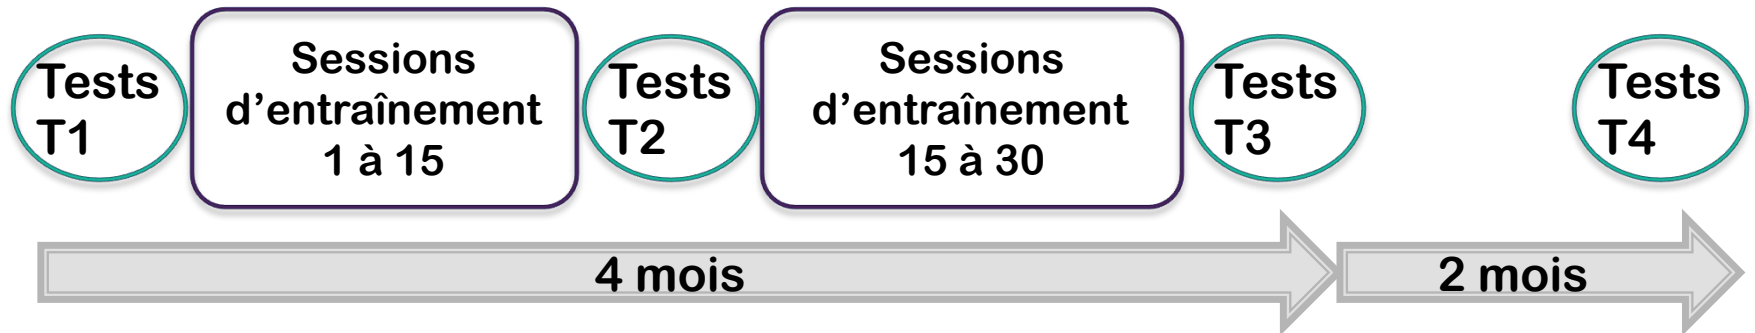 Tests
T1
Sessions
d’entraînement
1 à 15
Tests
T2
Sessions
d’entraînement
15 à 30
Tests
T3
Tests
T4
4 mois
2 mois